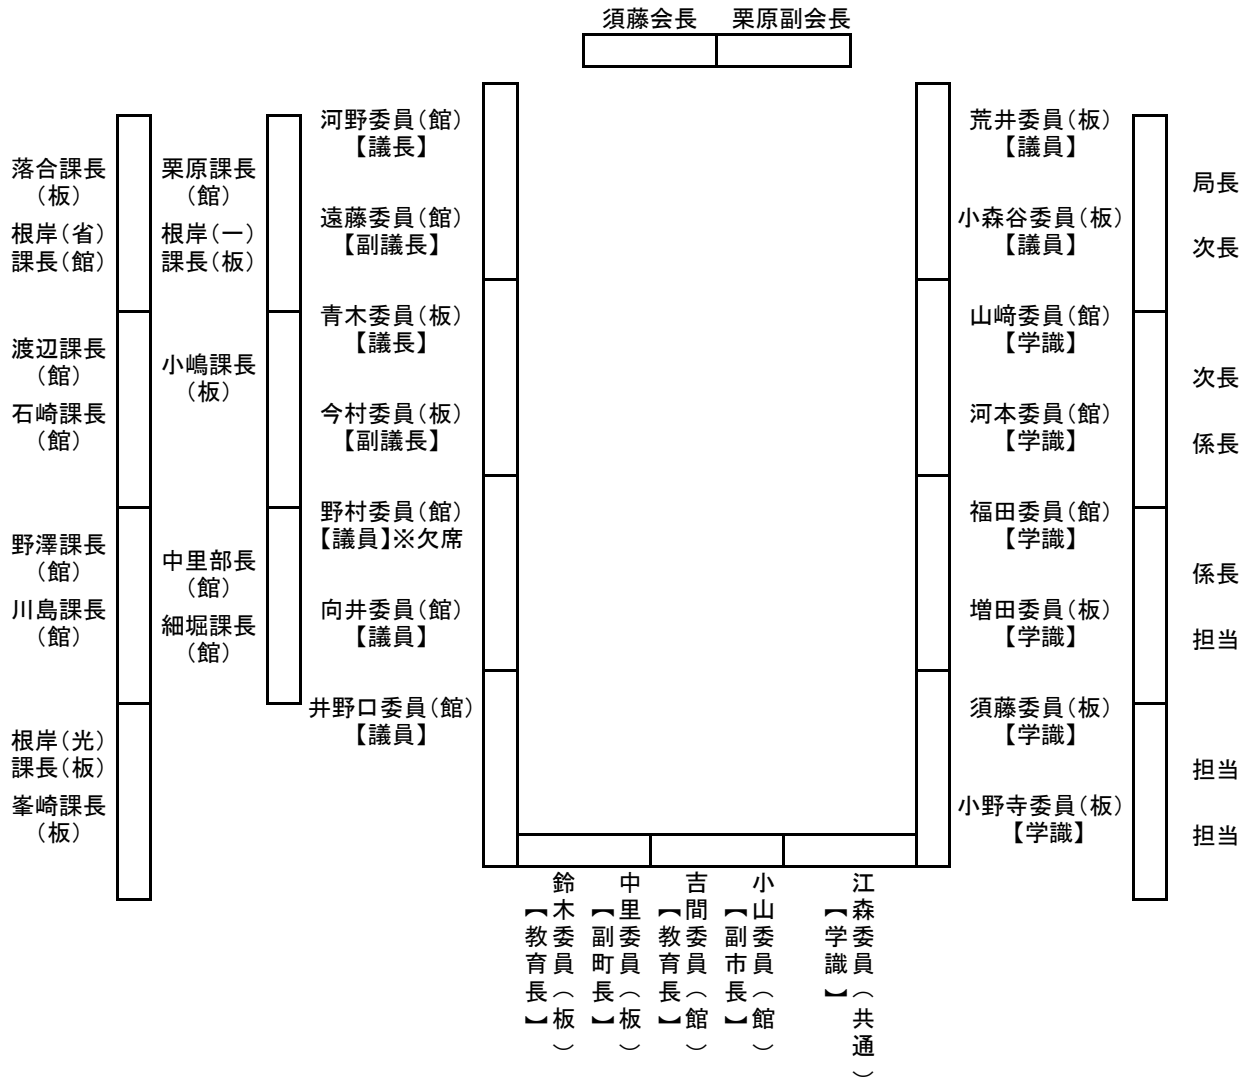 須藤会長
栗原副会長
落合課長
（板）
根岸（省）
課長（館）
渡辺課長
（館）
石崎課長
（館）
野澤課長
（館）
川島課長
（館）
根岸（光）
課長（板）
峯崎課長
（板）
栗原課長
（館）
根岸（一）
課長（板）
小嶋課長
（板）
中里部長
（館）
細堀課長
（館）
河野委員（館）
【議長】
遠藤委員（館）
【副議長】
青木委員（板）
【議長】
今村委員（板）
【副議長】
野村委員（館）
【議員】※欠席
向井委員（館）
【議員】
井野口委員（館）
【議員】
荒井委員（板）
【議員】
小森谷委員（板）
【議員】
山﨑委員（館）
【学識】
河本委員（館）
【学識】
福田委員（館）
【学識】
増田委員（板）
【学識】
須藤委員（板）
【学識】
小野寺委員（板）
【学識】
局長
次長
次長
係長
係長
担当
担当
担当
鈴木委員（板）
【教育長】
中里委員（板）
【副町長】
吉間委員（館）
【教育長】
小山委員（館）
【副市長】
江森委員（共通）
【学識】